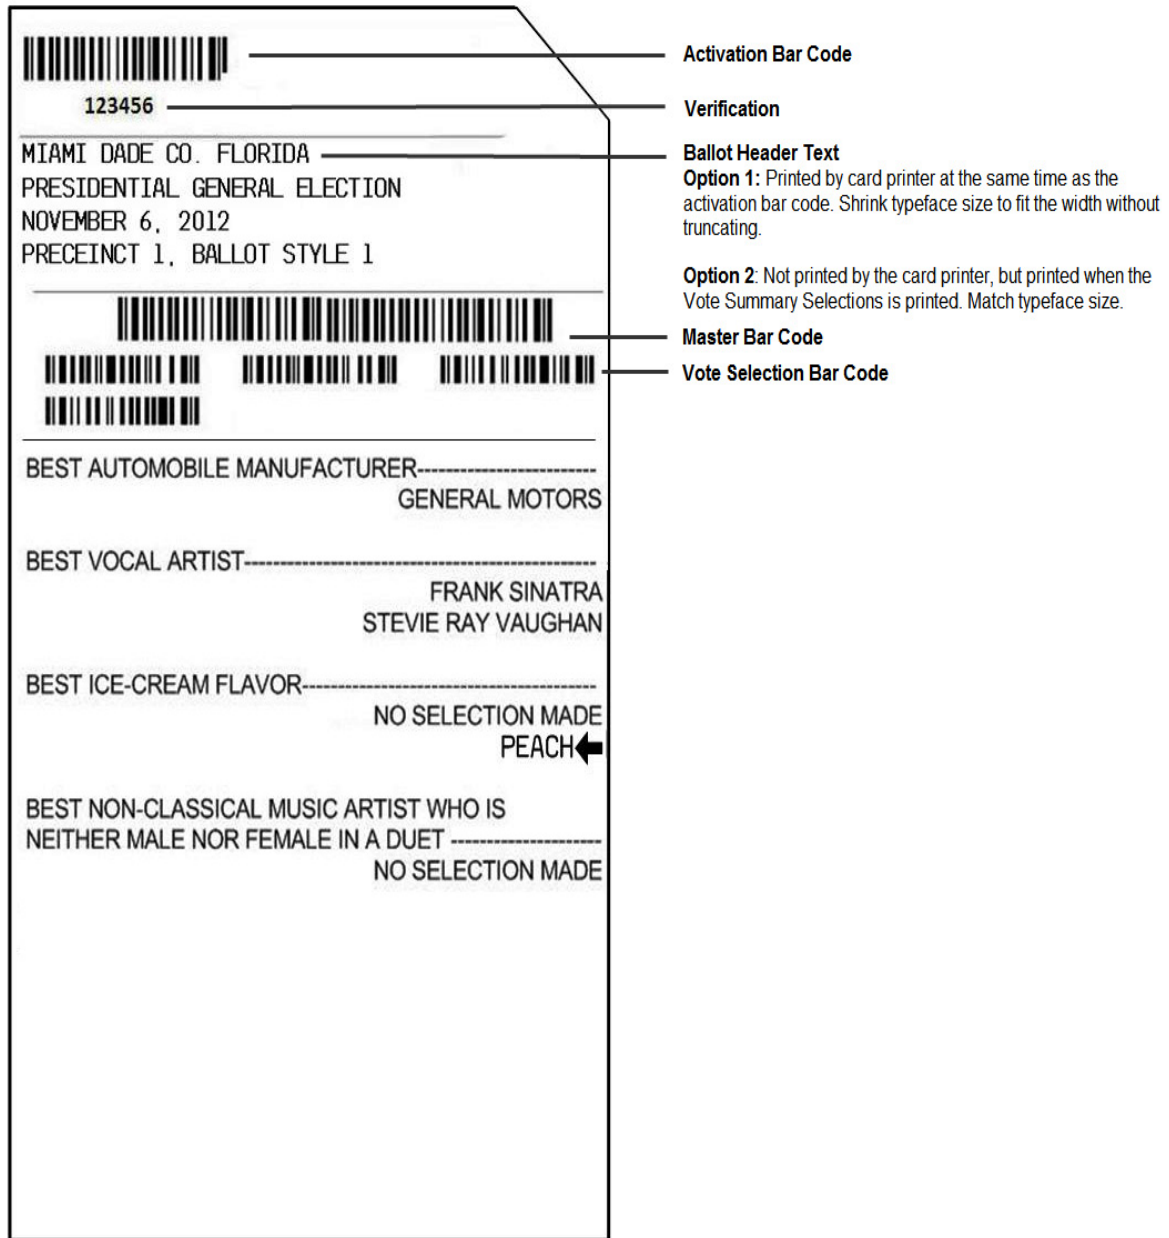 Activation Bar Code
123456
Verification
MIAMI DADE CO. FLORIDA
PRESIDENTIAL GENERAL ELECTION
NOVEMBER 6, 2012
PRECEINCT 1, BALLOT STYLE 1
Ballot Header Text
Option 1: Printed by card printer at the same time as the
activation bar code. Shrink typeface size to fit the width without
truncating.
Option 2: Not printed by the card printer, but printed when the
Vote Summary Selections is printed. Match typeface size.
Master Bar Code
Vote Selection Bar Code
BEST AUTOMOBILE MANUFACTURER-------------------------
GENERAL MOTORS
BEST VOCAL ARTIST-------------------------------------------------
FRANK SINATRA
STEVIE RAY VAUGHAN
BEST ICE-CREAM FLAVOR-----------------------------------------
NO SELECTION MADE
PEACH
BEST NON-CLASSICAL MUSIC ARTIST WHO IS
NEITHER MALE NOR FEMALE IN A DUET ---------------------
NO SELECTION MADE